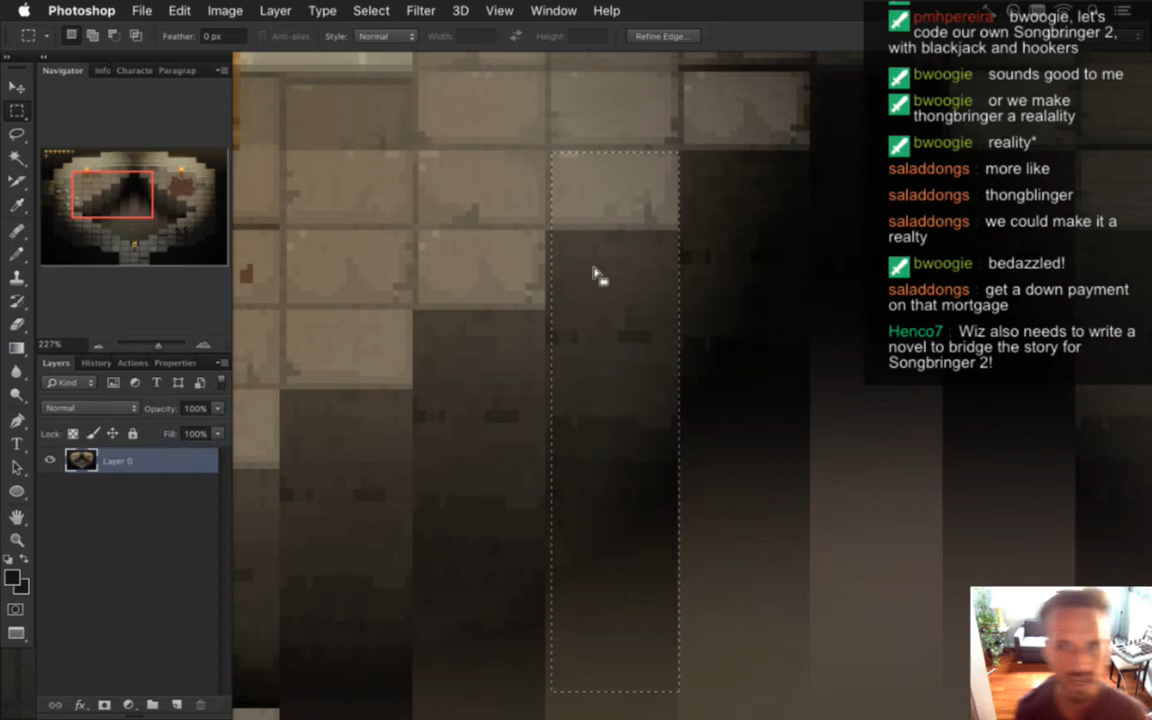 Photoshop File Edit Image Layer Type Select Filter 3D View Window Help
Feather: 0 px Anti-alias Style: Normal Width: Height: Refine Edge...
Navigator Info Characte Paragrap
227%
Layers History Actions Properties
Kind
Normal Opacity: 100%
Lock: Fill: 100%
Layer 0
pmhpereira bwoogie, let's
code our own Songbringer 2,
with blackjack and hookers
bwoogie sounds good to me
bwoogie or we make
thongbringer a realality
bwoogie reality*
saladdongs: more like
saladdongs: thongblinger
saladdongs: we could make it a
realty
bwoogie bedazzled!
saladdongs: get a down payment
on that mortgage
Henco7: Wiz also needs to write a
novel to bridge the story for
Songbringer 2!